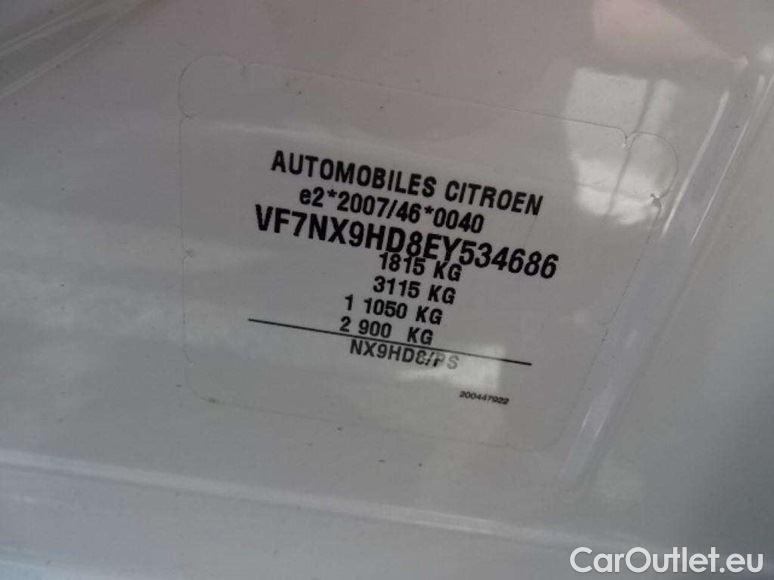 AUTOMOBILES CITROEN
e2*2007/46*0040
VF7NX9HD8EY534686
1815 KG
3115 KG
1 1050 KG
2 900 KG
NX9HD8/PS
200447922
CarOutlet.eu